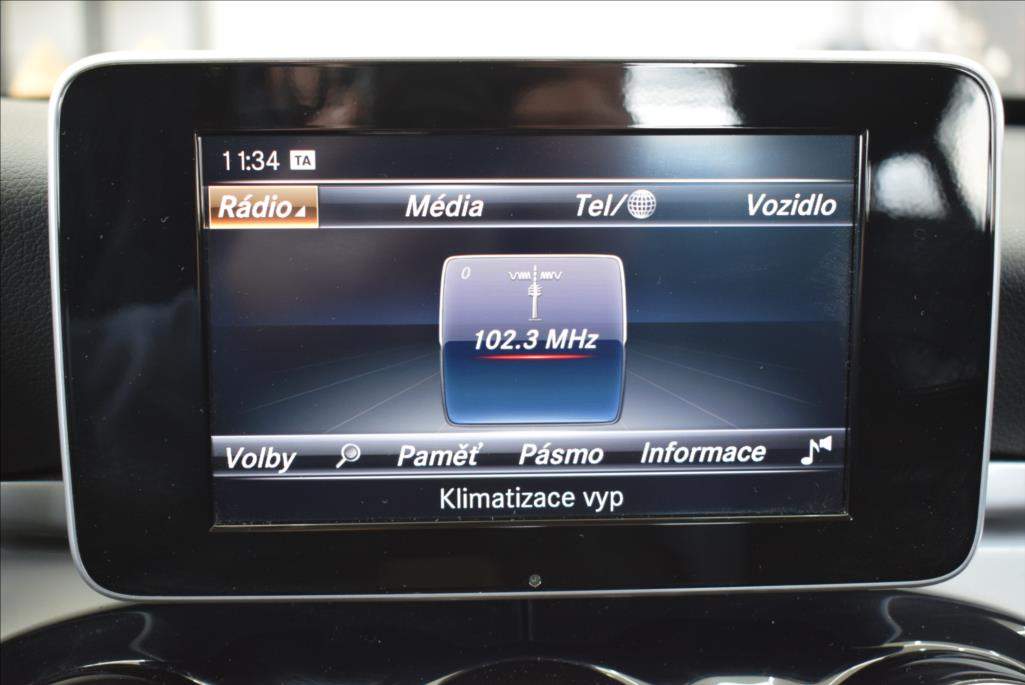 11:34 TA
Rádio Média Tel/ Vozidlo
0
102.3 MHz
Volby Paměť Pásmo Informace
Klimatizace vyp